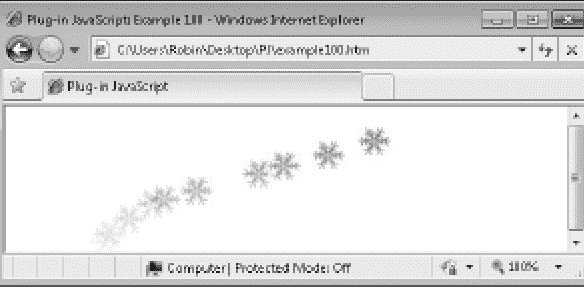 Plug-in JavaScript: Example 100 - Windows Internet Explorer
C:\Users\Robin\Desktop\PJ\example100.htm
Plug-in JavaScript
Computer | Protected Mode: Off
100%